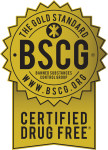 THE GOLD STANDARD
BSCG®
BANNED SUBSTANCES
CONTROL GROUP
WWW.BSCG.ORG
CERTIFIED
DRUG FREE®